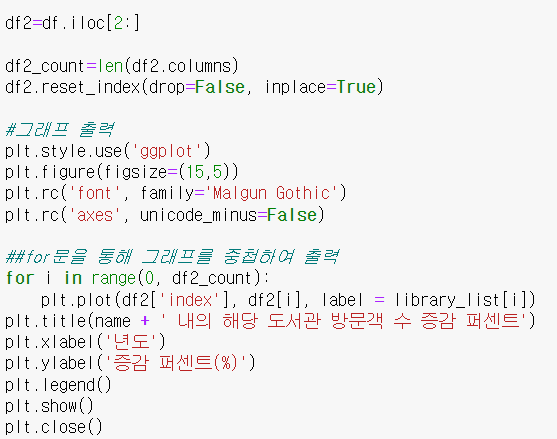 df2=df.iloc[2:]
df2_count=len(df2.columns)
df2.reset_index(drop=False, inplace=True)
#그래프 출력
plt.style.use('ggplot')
plt.figure(figsize=(15,5))
plt.rc('font', family='Malgun Gothic')
plt.rc('axes', unicode_minus=False)
##for문을 통해 그래프를 중첩하여 출력
for i in range(0, df2_count):
    plt.plot(df2['index'], df2[i], label = library_list[i])
plt.title(name + ' 내의 해당 도서관 방문객 수 증감 퍼센트')
plt.xlabel('년도')
plt.ylabel('증감 퍼센트(%)')
plt.legend()
plt.show()
plt.close()